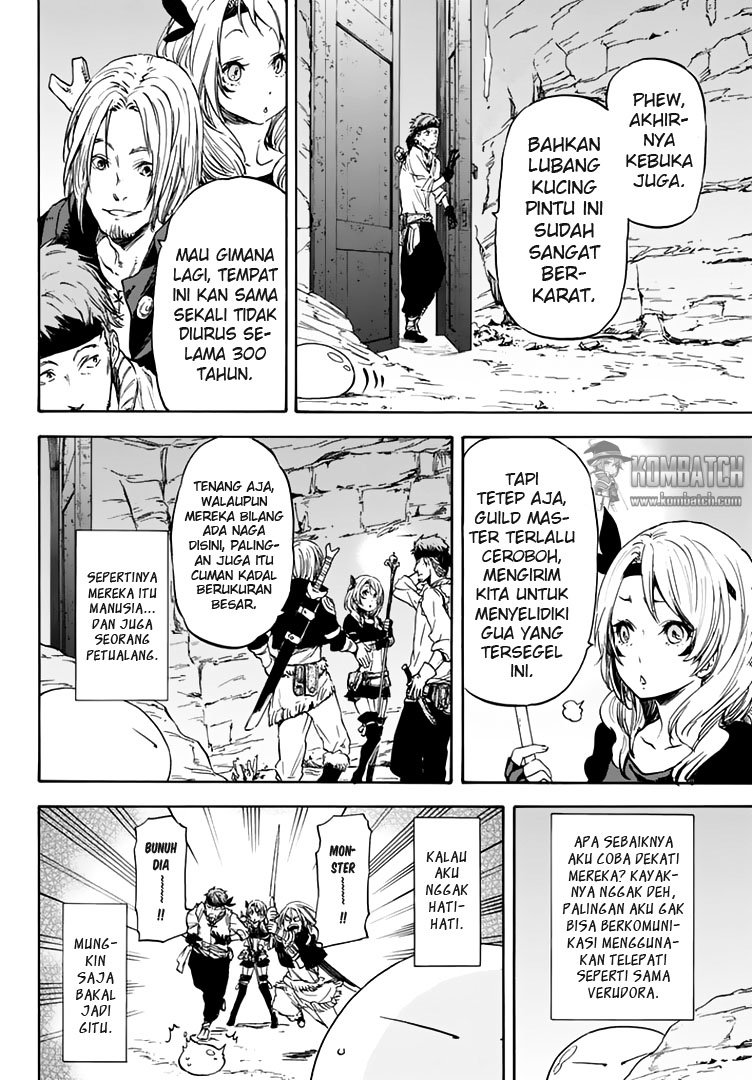 PHEW,
AKHIR-
NYA
KEBUKA
JUGA.
BAHKAN
LUBANG
KUCING
PINTU INI
SUDAH
SANGAT
BER-
KARAT.
MAU GIMANA
LAGI, TEMPAT
INI KAN SAMA
SEKALI TIDAK
DIURUS SE-
LAMA 300
TAHUN.
KOMBATCH
www.kombatch.com
TAPI
TETEP AJA,
GUILD MAS-
TER TERLALU
CEROBOH,
MENGIRIM
KITA UNTUK
MENYELIDIKI
GUA YANG
TERSEGEL
INI.
TENANG AJA,
WALAUPUN
MEREKA BILANG
ADA NAGA
DISINI, PALING-
AN JUGA ITU
CUMAN KADAL
BERUKURAN
BESAR.
SEPERTINYA
MEREKA ITU
MANUSIA...
DAN JUGA
SEORANG
PETUALANG.
APA SEBAIKNYA
AKU COBA DEKATI
MEREKA? KAYAK-
NYA NGGAK DEH,
PALINGAN AKU GAK
BISA BERKOMUNI-
KASI MENGGUNA-
KAN TELEPATI
SEPERTI SAMA
VERUDORA.
KALAU
AKU
NGGAK
HATI-
HATI.
MON-
STER
~~!!
BUNUH
DIA
~~!!
MUNG-
KIN
SAJA
BAKAL
JADI
GITU.